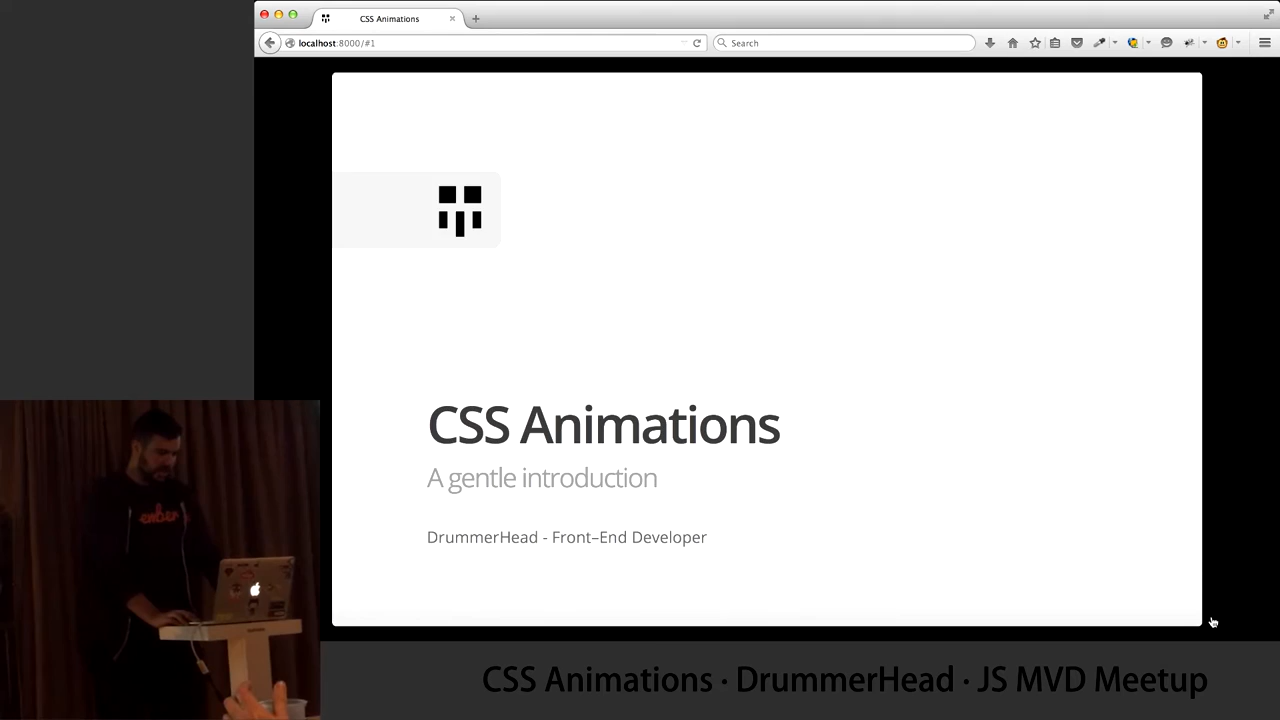 CSS Animations
localhost:8000/#1
Search
CSS Animations
A gentle introduction
DrummerHead - Front–End Developer
ember
CSS Animations · DrummerHead · JS MVD Meetup